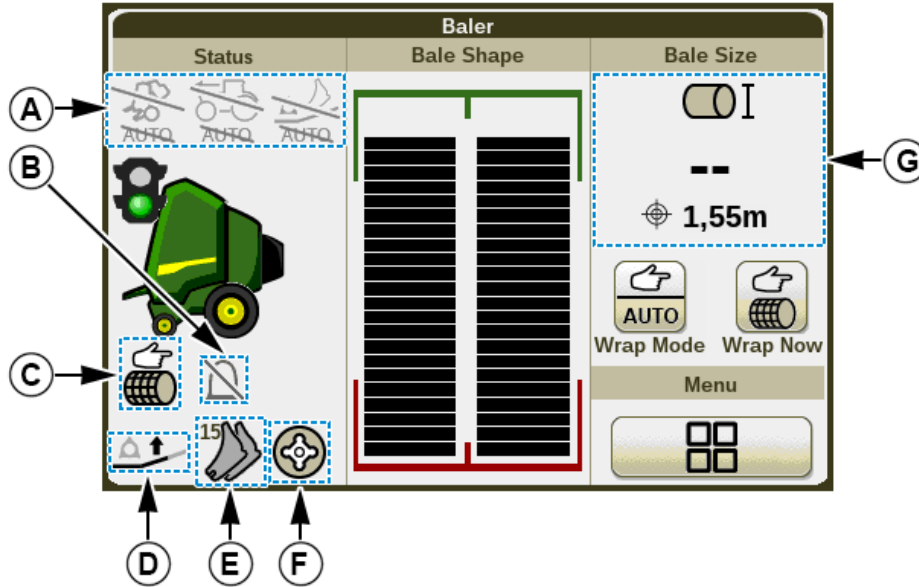 Baler
Status
Bale Shape
Bale Size
A
AUTO
AUTO
AUTO
B
--
G
1,55m
AUTO
Wrap Mode
Wrap Now
C
Menu
15
D
E
F